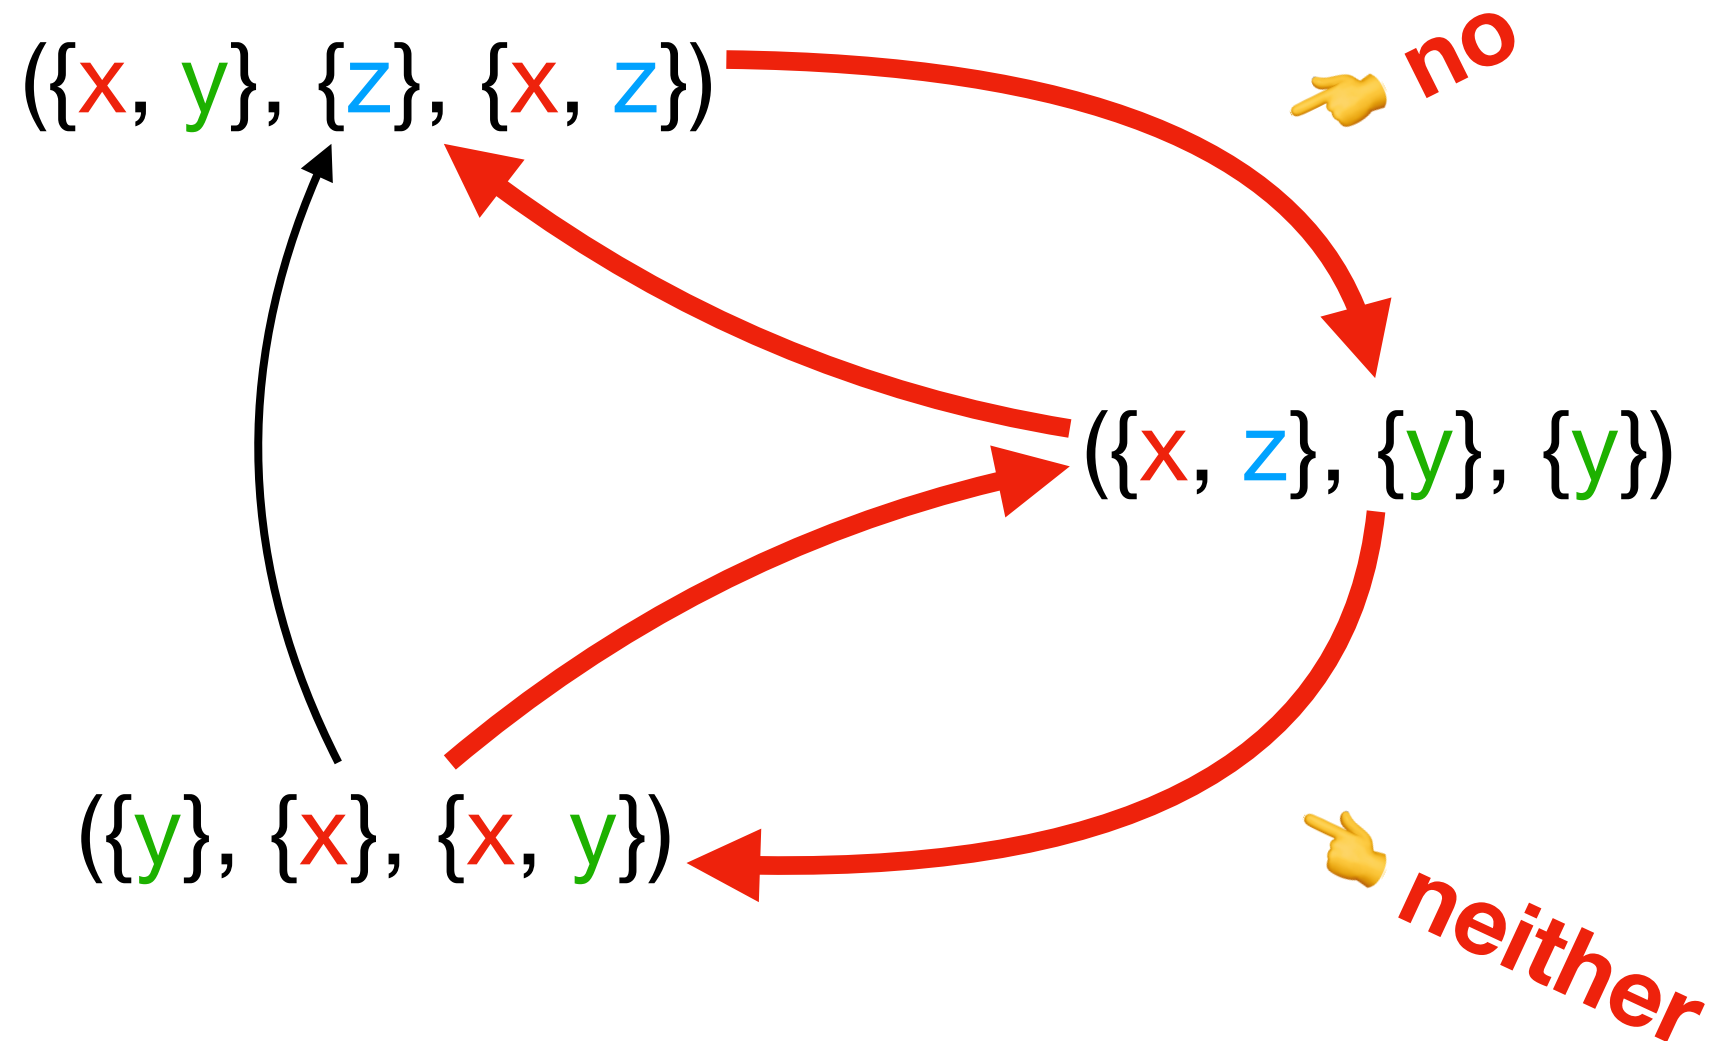 ({x, y}, {z}, {x, z})
no
({x, z}, {y}, {y})
({y}, {x}, {x, y})
neither